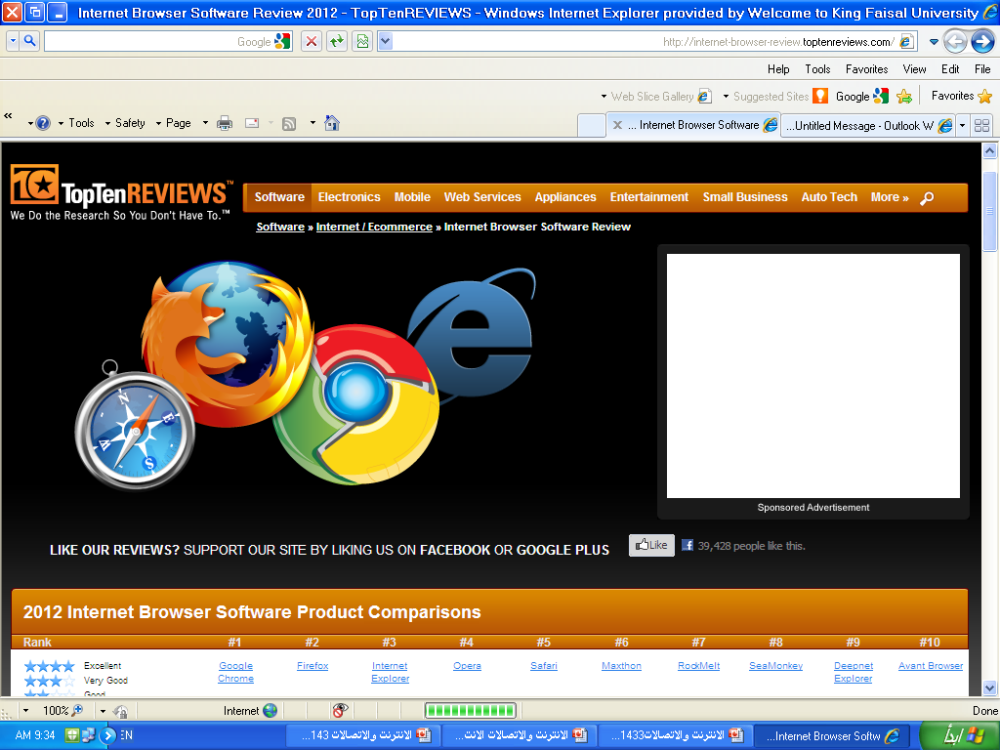 Internet Browser Software Review 2012 - TopTenREVIEWS - Windows Internet Explorer provided by Welcome to King Faisal University
Google
http://internet-browser-review.toptenreviews.com/
Help Tools Favorites View Edit File
Web Slice Gallery Suggested Sites Google Favorites
Tools Safety Page
... Internet Browser Software
...Untitled Message - Outlook W
TopTenREVIEWS™
We Do the Research So You Don't Have To.™
Software Electronics Mobile Web Services Appliances Entertainment Small Business Auto Tech More »
Software » Internet / Ecommerce » Internet Browser Software Review
N
E
W
S
Sponsored Advertisement
LIKE OUR REVIEWS? SUPPORT OUR SITE BY LIKING US ON FACEBOOK OR GOOGLE PLUS
Like
39,428 people like this.
2012 Internet Browser Software Product Comparisons
Rank #1 #2 #3 #4 #5 #6 #7 #8 #9 #10
Excellent
Very Good
Good
Google Chrome
Firefox
Internet Explorer
Opera
Safari
Maxthon
RockMelt
SeaMonkey
Deepnet Explorer
Avant Browser
100%
Internet
Done
AM 9:34
EN
الانترنت والاتصالات 143...
الانترنت والاتصالات الانت...
الانترنت والاتصالات1433...
...Internet Browser Softw
ابدأ